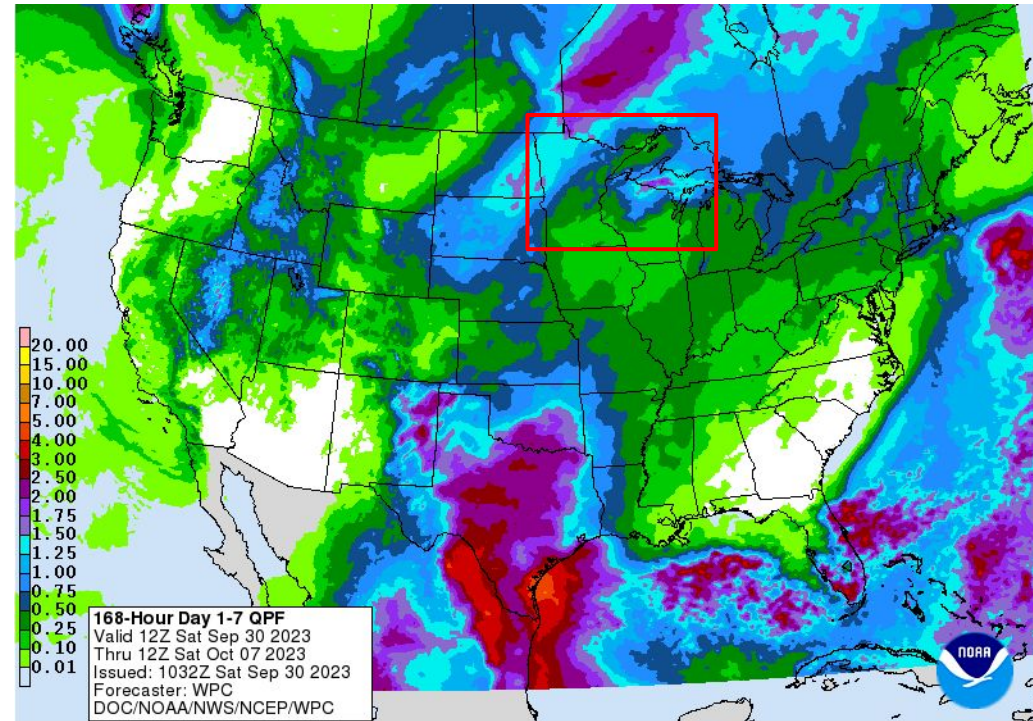 20.00
15.00
10.00
7.00
5.00
4.00
3.00
2.50
2.00
1.75
1.50
1.25
1.00
0.75
0.50
0.25
0.10
0.01
168-Hour Day 1-7 QPF
Valid 12Z Sat Sep 30 2023
Thru 12Z Sat Oct 07 2023
Issued: 1032Z Sat Sep 30 2023
Forecaster: WPC
DOC/NOAA/NWS/NCEP/WPC
NOAA